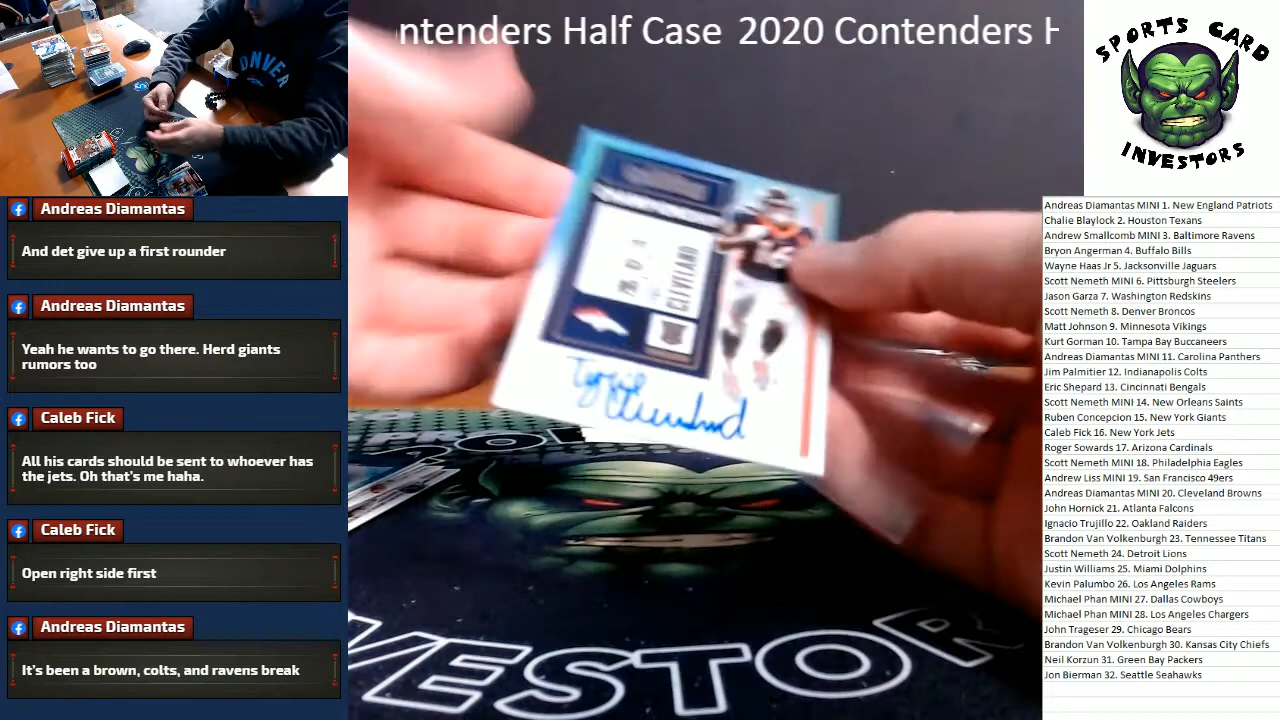 ntenders Half Case 2020 Contenders H
SPORTS CARD
INVESTORS
DNVE
Andreas Diamantas
And det give up a first rounder
Andreas Diamantas
Yeah he wants to go there. Herd giants
rumors too
Caleb Fick
All his cards should be sent to whoever has
the jets. Oh that's me haha.
Caleb Fick
Open right side first
Andreas Diamantas
It's been a brown, colts, and ravens break
CLEVELAND
16
Tyrie Cleveland
VESTOR
Andreas Diamantas MINI 1. New England Patriots
Chalie Blaylock 2. Houston Texans
Andrew Smallcomb MINI 3. Baltimore Ravens
Bryon Angerman 4. Buffalo Bills
Wayne Haas Jr 5. Jacksonville Jaguars
Scott Nemeth MINI 6. Pittsburgh Steelers
Jason Garza 7. Washington Redskins
Scott Nemeth 8. Denver Broncos
Matt Johnson 9. Minnesota Vikings
Kurt Gorman 10. Tampa Bay Buccaneers
Andreas Diamantas MINI 11. Carolina Panthers
Jim Palmitier 12. Indianapolis Colts
Eric Shepard 13. Cincinnati Bengals
Scott Nemeth MINI 14. New Orleans Saints
Ruben Concepcion 15. New York Giants
Caleb Fick 16. New York Jets
Roger Sowards 17. Arizona Cardinals
Scott Nemeth MINI 18. Philadelphia Eagles
Andrew Liss MINI 19. San Francisco 49ers
Andreas Diamantas MINI 20. Cleveland Browns
John Hornick 21. Atlanta Falcons
Ignacio Trujillo 22. Oakland Raiders
Brandon Van Volkenburgh 23. Tennessee Titans
Scott Nemeth 24. Detroit Lions
Justin Williams 25. Miami Dolphins
Kevin Palumbo 26. Los Angeles Rams
Michael Phan MINI 27. Dallas Cowboys
Michael Phan MINI 28. Los Angeles Chargers
John Trageser 29. Chicago Bears
Brandon Van Volkenburgh 30. Kansas City Chiefs
Neil Korzun 31. Green Bay Packers
Jon Bierman 32. Seattle Seahawks